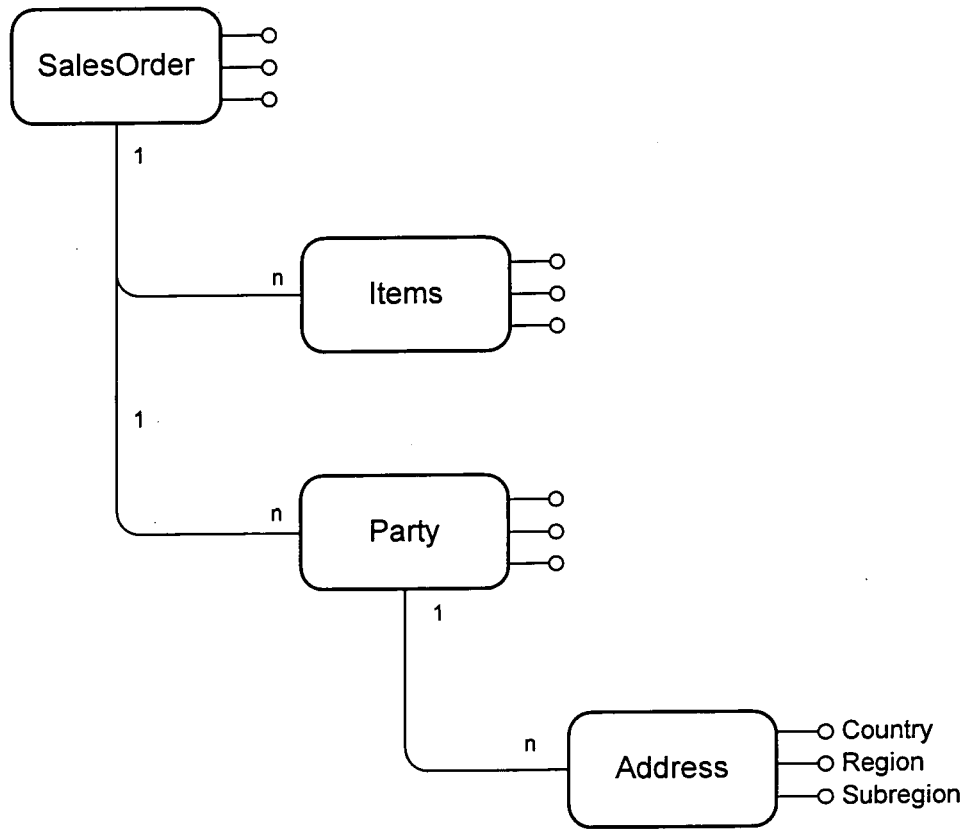 SalesOrder
1
n
Items
1
n
Party
1
n
Address
Country
Region
Subregion